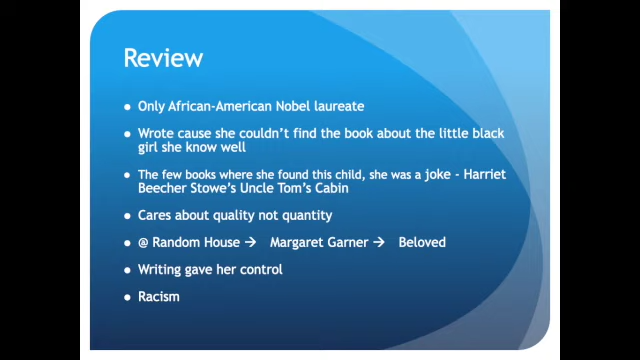 Review
• Only African-American Nobel laureate
• Wrote cause she couldn't find the book about the little black
girl she know well
• The few books where she found this child, she was a joke - Harriet
Beecher Stowe's Uncle Tom's Cabin
• Cares about quality not quantity
• @ Random House → Margaret Garner → Beloved
• Writing gave her control
• Racism